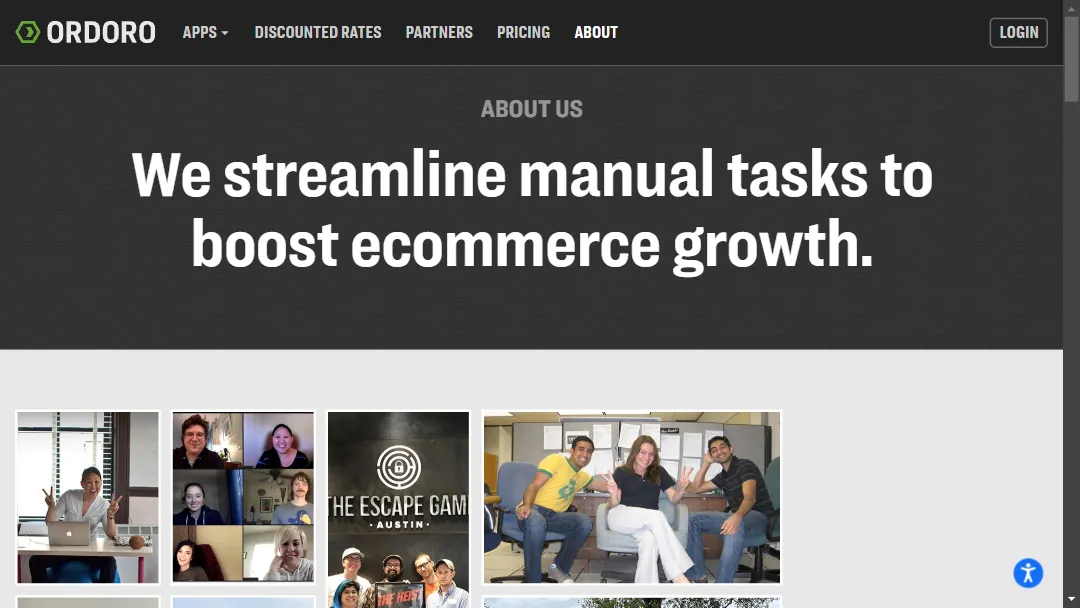 ORDORO
APPS
DISCOUNTED RATES
PARTNERS
PRICING
ABOUT
LOGIN
ABOUT US
We streamline manual tasks to
boost ecommerce growth.
THE ESCAPE GAM
· AUSTIN ·
THE HEIST